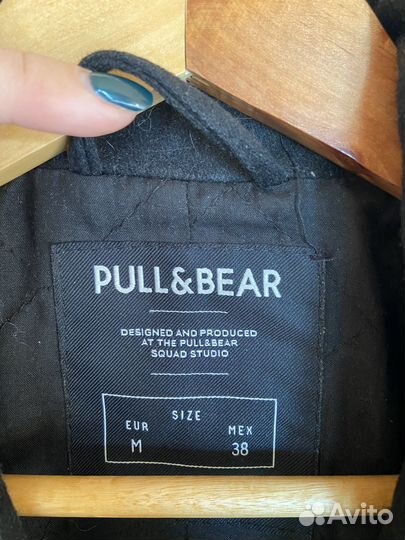 PULL&BEAR
DESIGNED AND PRODUCED
AT THE PULL&BEAR
SQUAD STUDIO
SIZE
EUR MEX
M 38
Avito